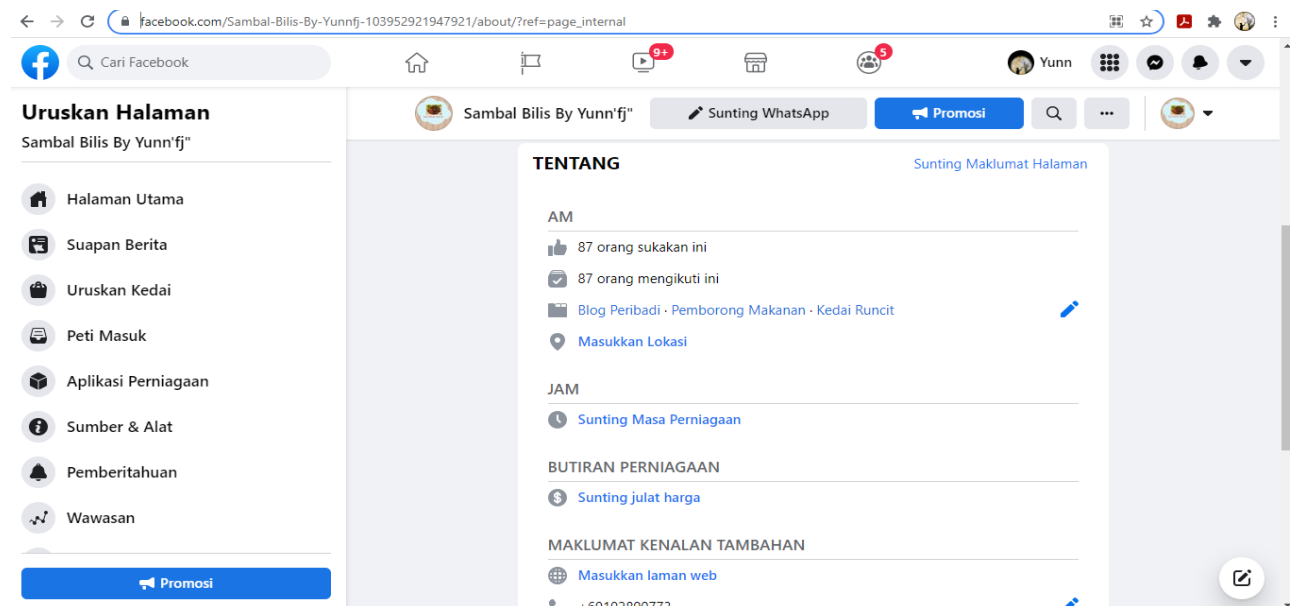 facebook.com/Sambal-Bilis-By-Yunnfj-103952921947921/about/?ref=page_internal
Cari Facebook
9+
5
Yunn
Uruskan Halaman
Sambal Bilis By Yunn'fj"
Halaman Utama
Suapan Berita
Uruskan Kedai
Peti Masuk
Aplikasi Perniagaan
Sumber & Alat
Pemberitahuan
Wawasan
Promosi
Sambal Bilis By Yunn'fj"
Sunting WhatsApp
Promosi
TENTANG
Sunting Maklumat Halaman
AM
87 orang sukakan ini
87 orang mengikuti ini
Blog Peribadi · Pemborong Makanan · Kedai Runcit
Masukkan Lokasi
JAM
Sunting Masa Perniagaan
BUTIRAN PERNIAGAAN
Sunting julat harga
MAKLUMAT KENALAN TAMBAHAN
Masukkan laman web